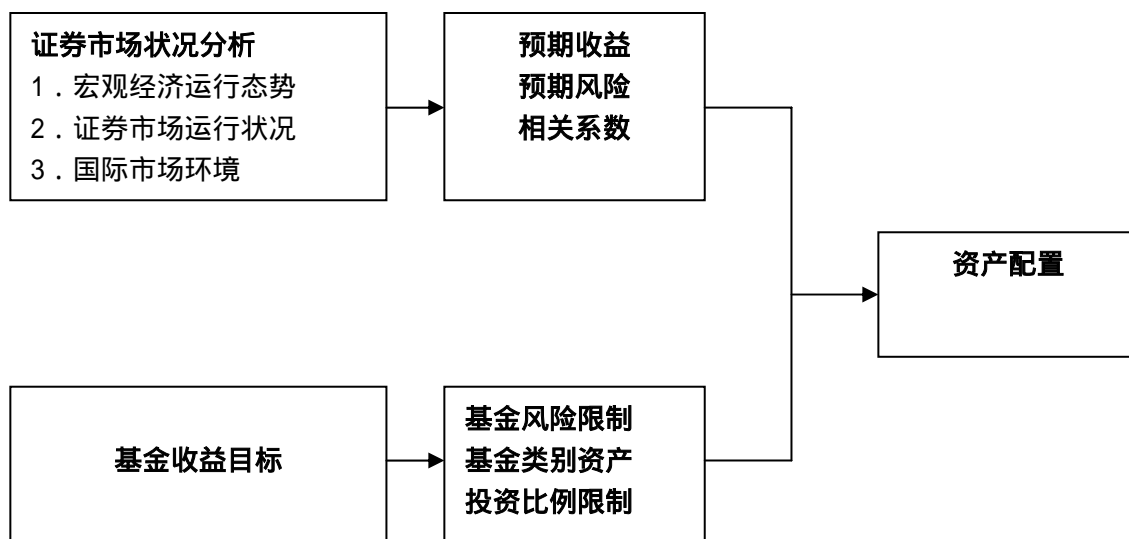 证券市场状况分析
1．宏观经济运行态势
2．证券市场运行状况
3．国际市场环境
预期收益
预期风险
相关系数
资产配置
基金收益目标
基金风险限制
基金类别资产
投资比例限制